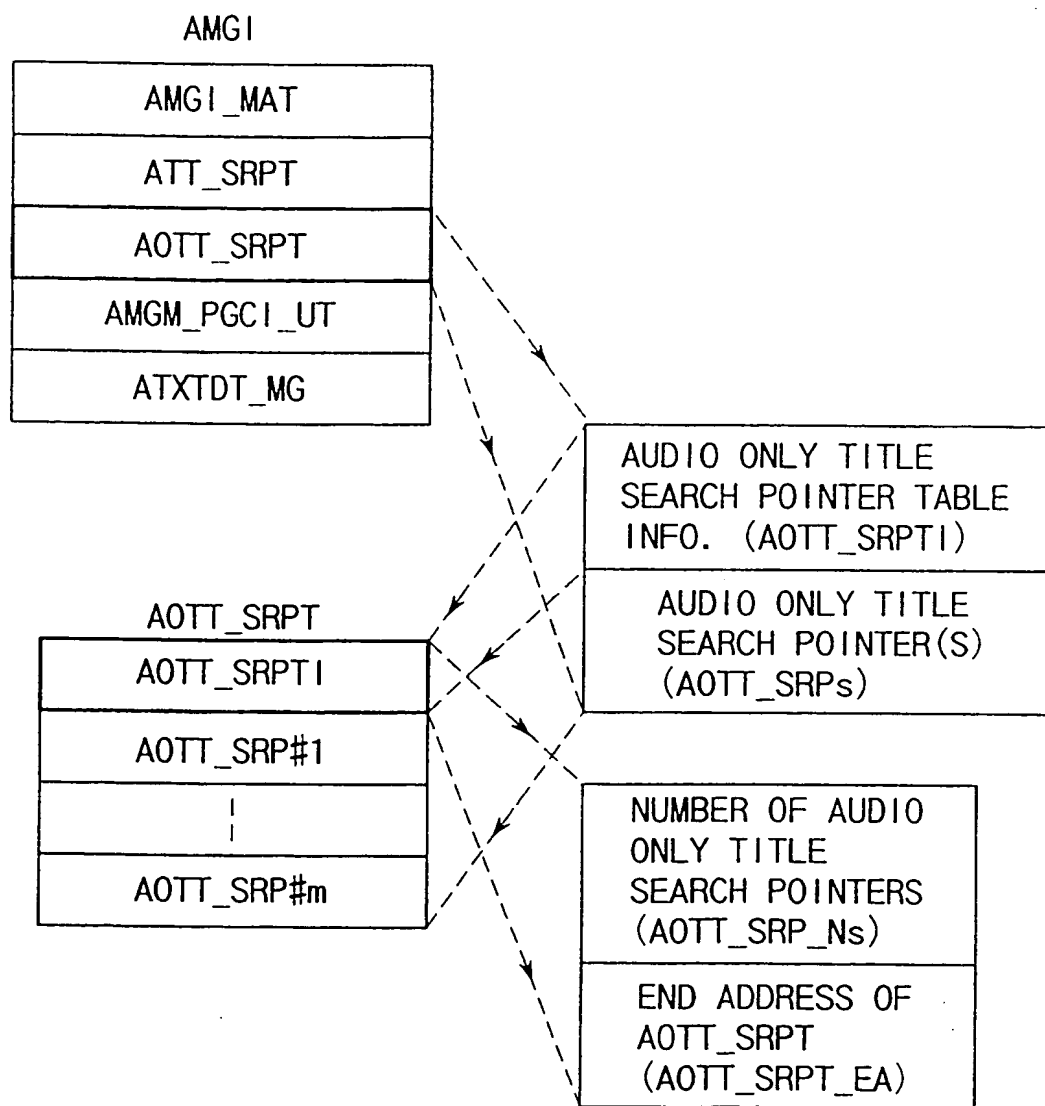 AMGI
AMGI_MAT
ATT_SRPT
AOTT_SRPT
AMGM_PGCI_UT
ATXTDT_MG
AUDIO ONLY TITLE
SEARCH POINTER TABLE
INFO. (AOTT_SRPTI)
AUDIO ONLY TITLE
SEARCH POINTER(S)
(AOTT_SRPs)
AOTT_SRPT
AOTT_SRPTI
AOTT_SRP#1
AOTT_SRP#m
NUMBER OF AUDIO
ONLY TITLE
SEARCH POINTERS
(AOTT_SRP_Ns)
END ADDRESS OF
AOTT_SRPT
(AOTT_SRPT_EA)